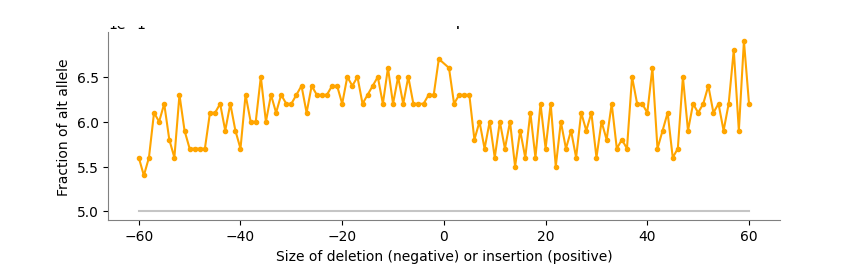 6.5
6.0
5.5
5.0
Fraction of alt allele
−60 −40 −20 0 20 40 60
Size of deletion (negative) or insertion (positive)